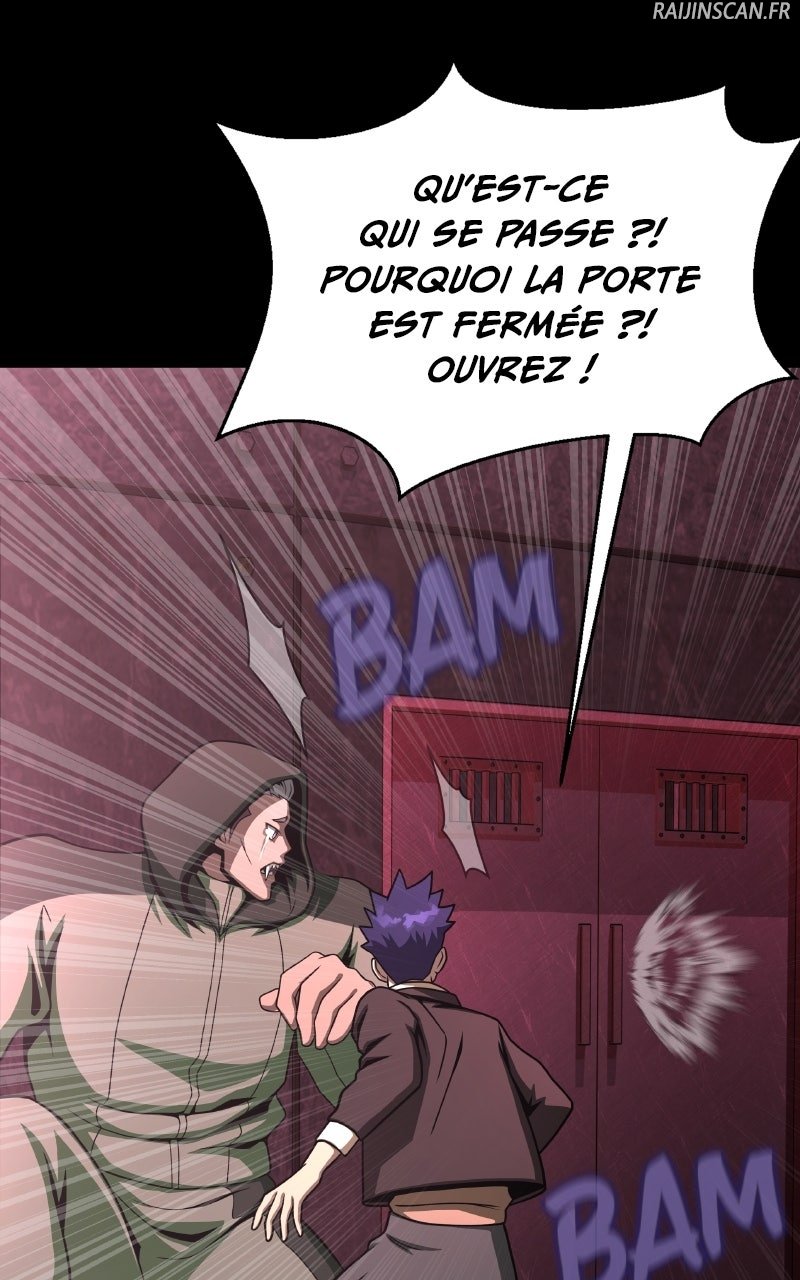 RAIJINSCAN.FR
QU'EST-CE
QUI SE PASSE ?!
POURQUOI LA PORTE
EST FERMÉE ?!
OUVREZ !
BAM
BAM